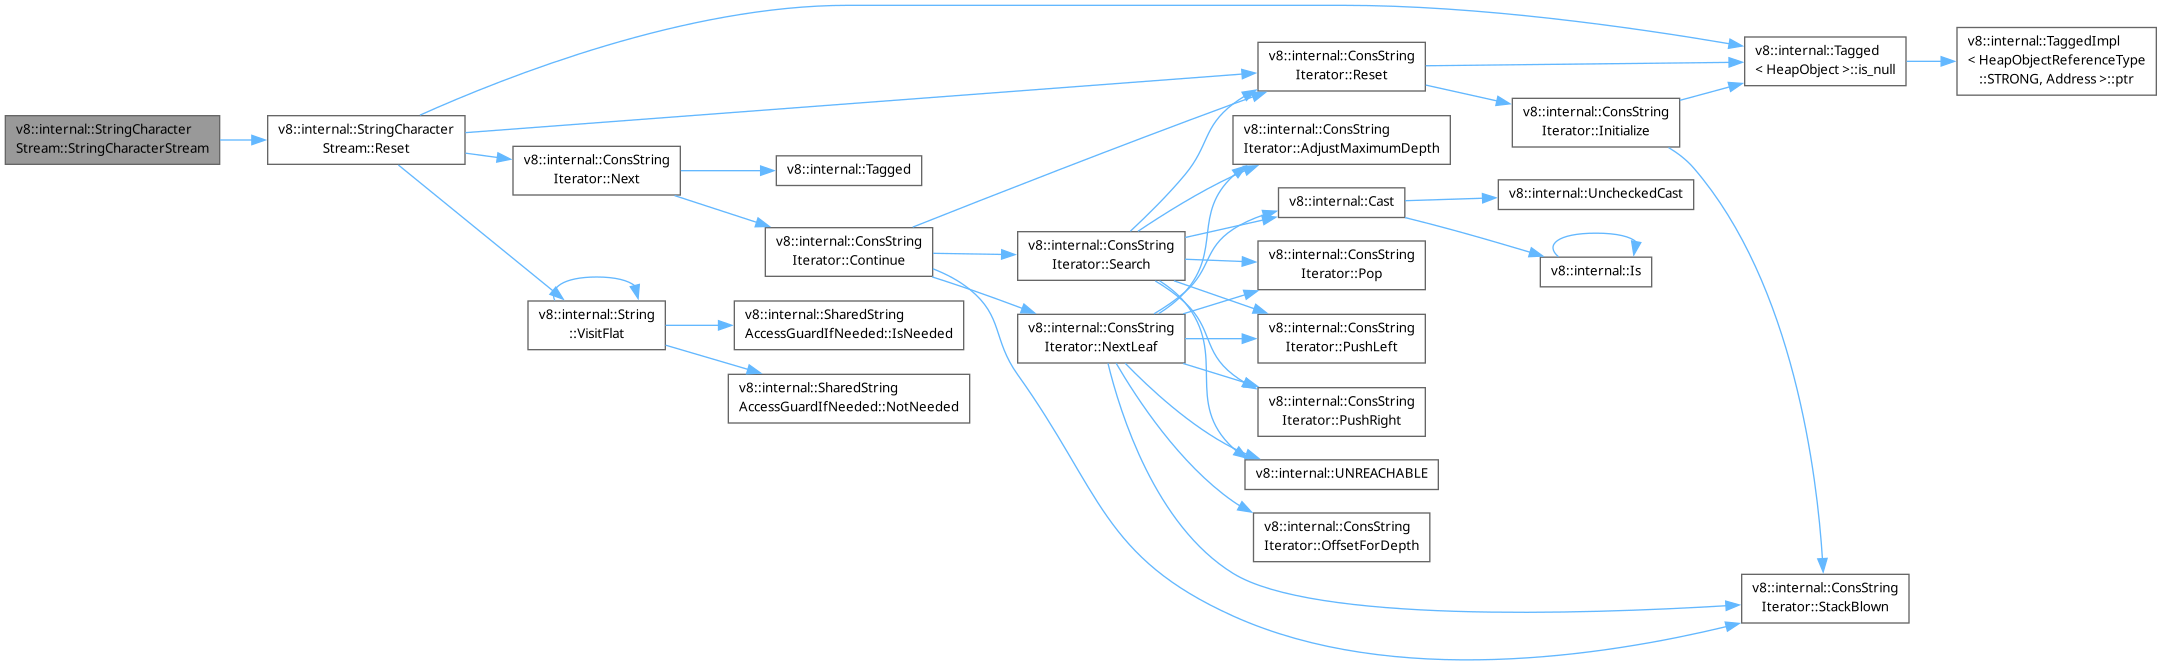 v8::internal::StringCharacter
Stream::StringCharacterStream
v8::internal::StringCharacter
Stream::Reset
v8::internal::ConsString
Iterator::Next
v8::internal::String
::VisitFlat
v8::internal::Tagged
v8::internal::ConsString
Iterator::Continue
v8::internal::SharedString
AccessGuardIfNeeded::IsNeeded
v8::internal::SharedString
AccessGuardIfNeeded::NotNeeded
v8::internal::ConsString
Iterator::Search
v8::internal::ConsString
Iterator::NextLeaf
v8::internal::ConsString
Iterator::Reset
v8::internal::ConsString
Iterator::AdjustMaximumDepth
v8::internal::Cast
v8::internal::ConsString
Iterator::Pop
v8::internal::ConsString
Iterator::PushLeft
v8::internal::ConsString
Iterator::PushRight
v8::internal::UNREACHABLE
v8::internal::ConsString
Iterator::OffsetForDepth
v8::internal::ConsString
Iterator::Initialize
v8::internal::UncheckedCast
v8::internal::Is
v8::internal::Tagged
< HeapObject >::is_null
v8::internal::ConsString
Iterator::StackBlown
v8::internal::TaggedImpl
< HeapObjectReferenceType
::STRONG, Address >::ptr